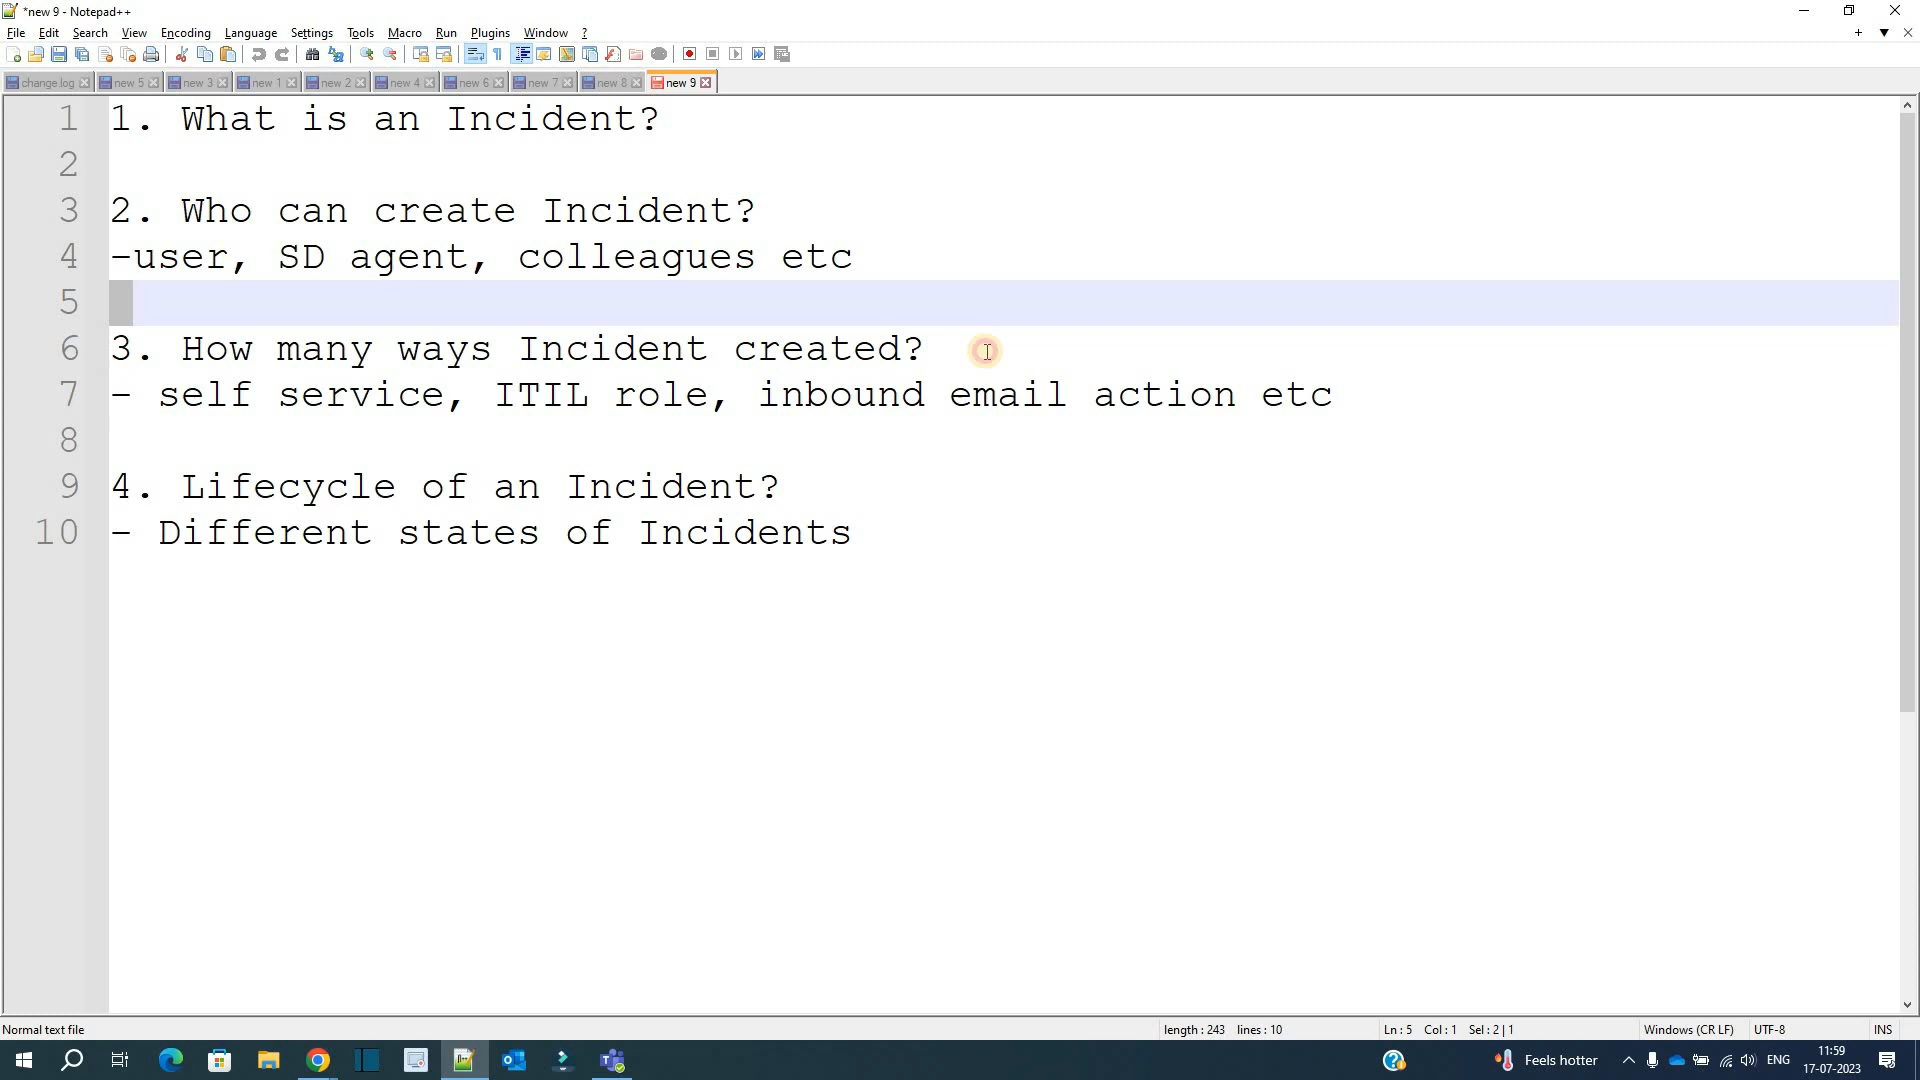 *new 9 - Notepad++
File Edit Search View Encoding Language Settings Tools Macro Run Plugins Window ?
change.log new 5 new 3 new 1 new 2 new 4 new 6 new 7 new 8 new 9
1 1. What is an Incident?
2
3 2. Who can create Incident?
4 -user, SD agent, colleagues etc
5
6 3. How many ways Incident created?
7 - self service, ITIL role, inbound email action etc
8
9 4. Lifecycle of an Incident?
10 - Different states of Incidents
Normal text file length : 243 lines : 10 Ln : 5 Col : 1 Sel : 2 | 1 Windows (CR LF) UTF-8 INS
Feels hotter ENG 11:59
17-07-2023